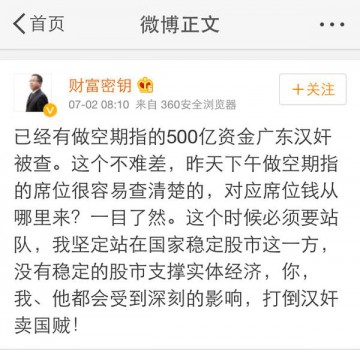 首页
微博正文
财富密钥
+关注
07-02 08:10 来自 360安全浏览器
已经有做空期指的500亿资金广东汉奸
被查。这个不难差，昨天下午做空期指
的席位很容易查清楚的，对应席位钱从
哪里来？一目了然。这个时候必须要站
队，我坚定站在国家稳定股市这一方，
没有稳定的股市支撑实体经济，你，
我、他都会受到深刻的影响，打倒汉奸
卖国贼！